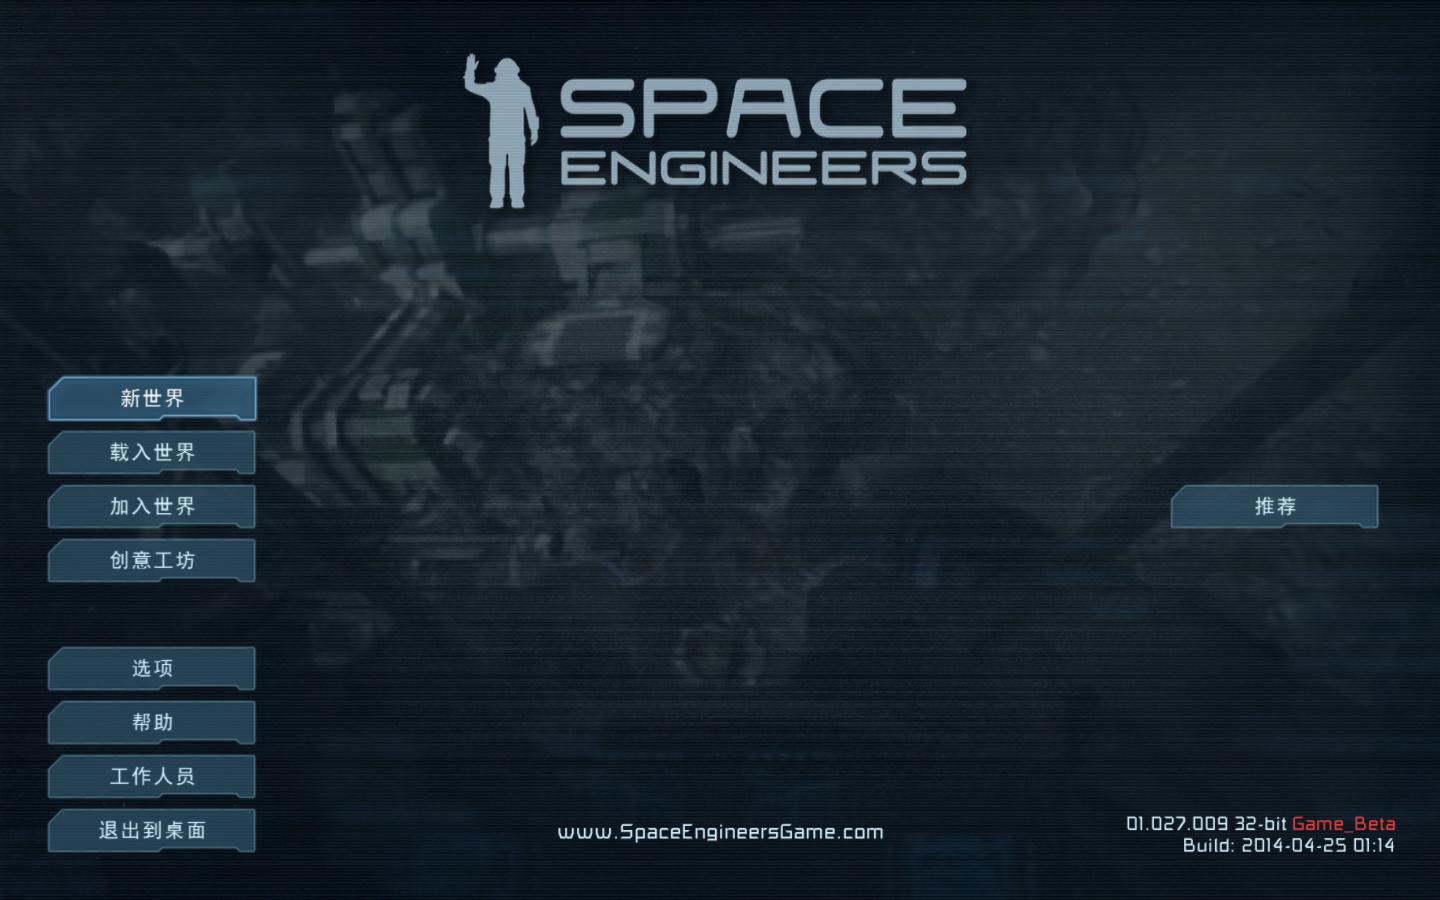 SPACE
ENGINEERS
新世界
载入世界
加入世界
创意工坊
推荐
选项
帮助
工作人员
退出到桌面
www.SpaceEngineersGame.com
01.027.009 32-bit Game_Beta
Build: 2014-04-25 01:14